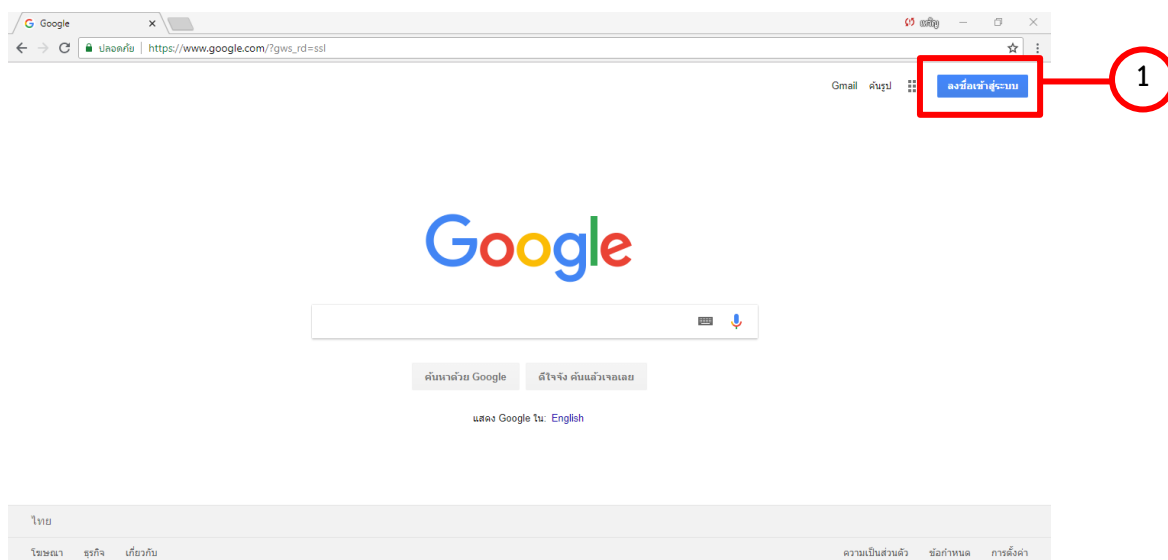 Google
ปลอดภัย | https://www.google.com/?gws_rd=ssl
Gmail ค้นรูป ลงชื่อเข้าสู่ระบบ
1
Google
ค้นหาด้วย Google ดีใจจัง ค้นแล้วเจอเลย
แสดง Google ใน: English
ไทย
โฆษณา ธุรกิจ เกี่ยวกับ ความเป็นส่วนตัว ข้อกำหนด การตั้งค่า